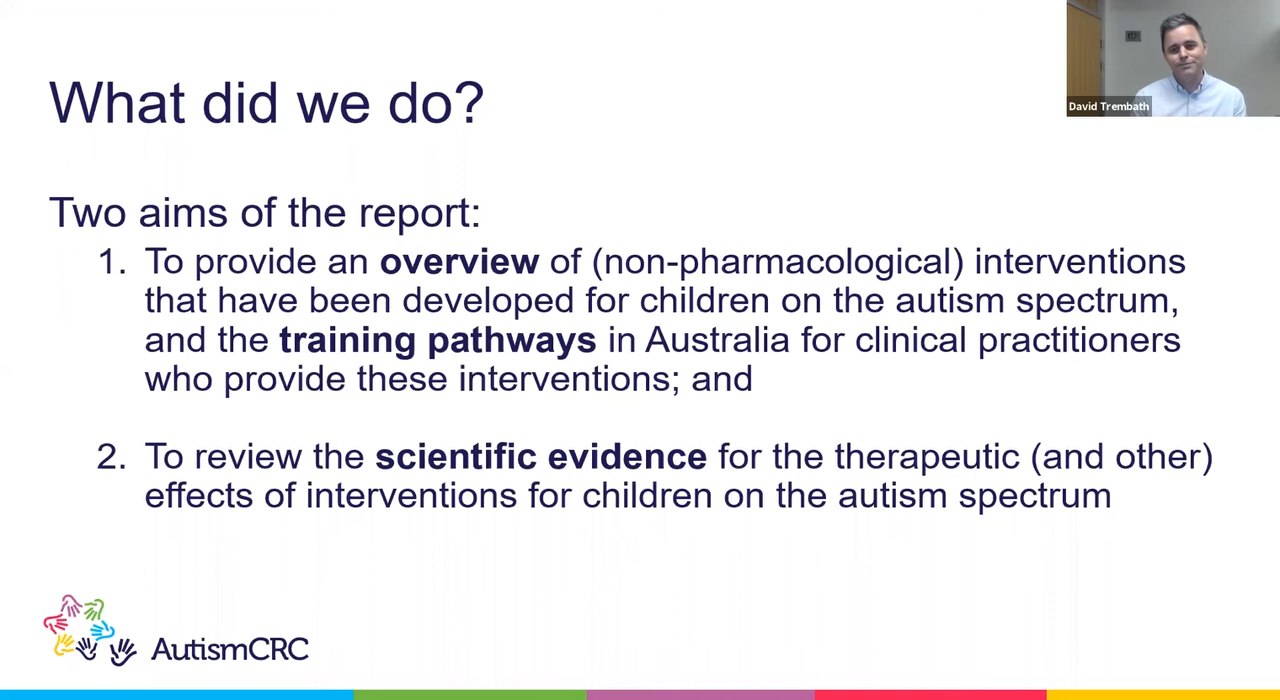 What did we do?
David Trembath
Two aims of the report:
1. To provide an overview of (non-pharmacological) interventions
that have been developed for children on the autism spectrum,
and the training pathways in Australia for clinical practitioners
who provide these interventions; and
2. To review the scientific evidence for the therapeutic (and other)
effects of interventions for children on the autism spectrum
AutismCRC